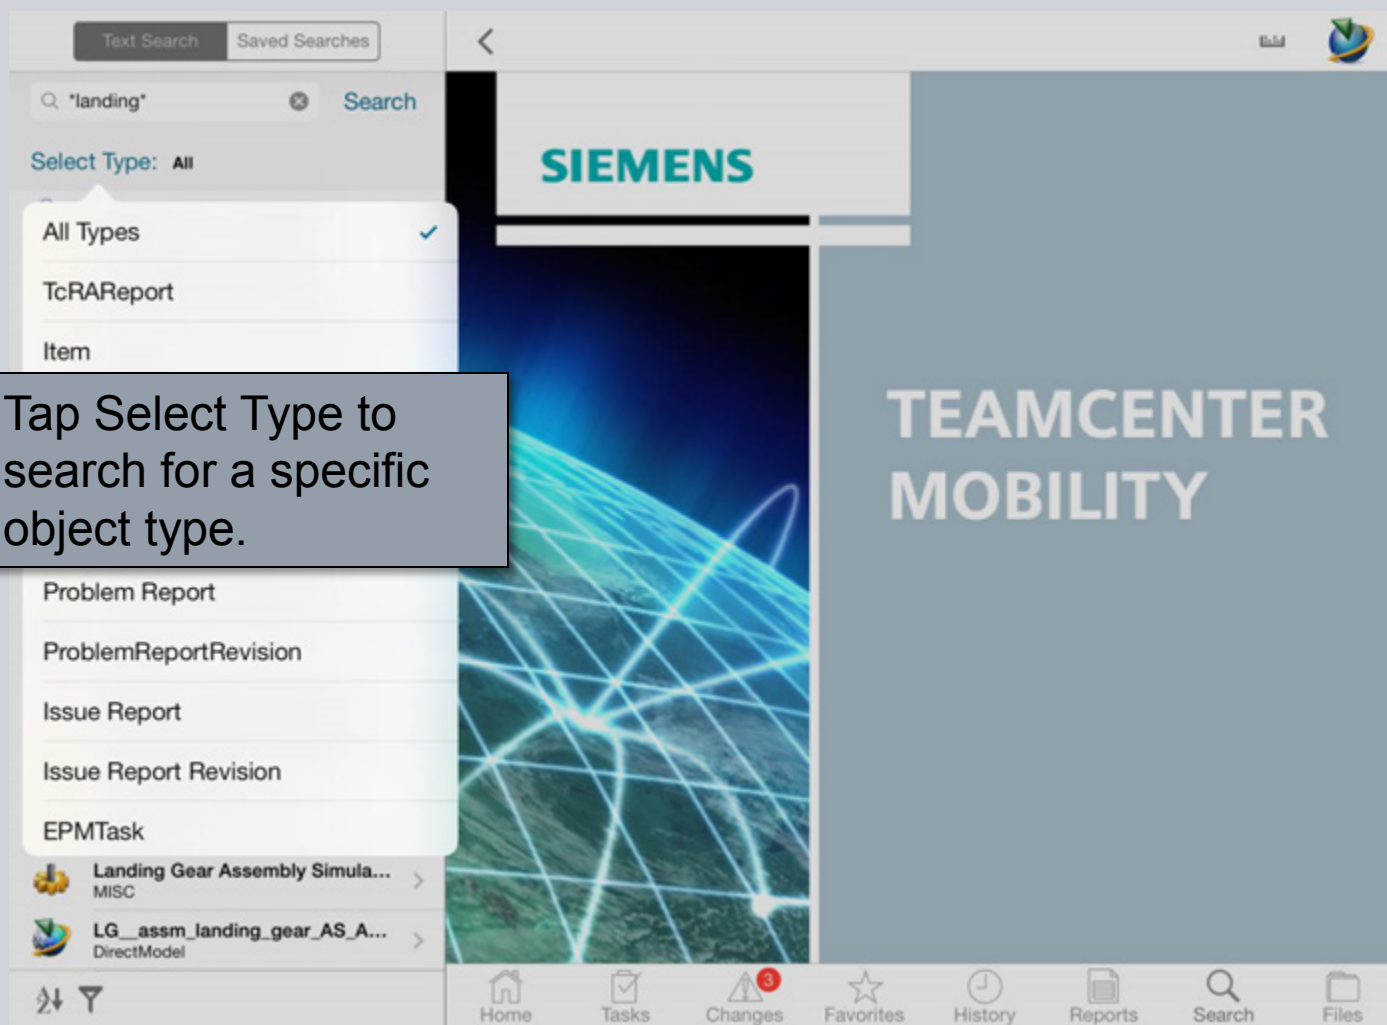 Text Search Saved Searches
*landing* Search
Select Type: All
All Types
TcRAReport
Item
Tap Select Type to
search for a specific
object type.
Problem Report
ProblemReportRevision
Issue Report
Issue Report Revision
EPMTask
Landing Gear Assembly Simula...
MISC
LG__assm_landing_gear_AS_A...
DirectModel
SIEMENS
TEAMCENTER
MOBILITY
3
Home Tasks Changes Favorites History Reports Search Files